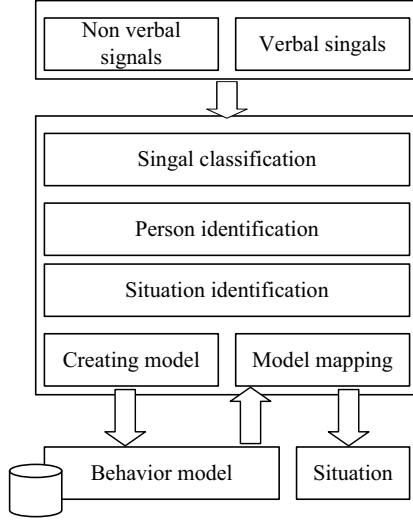 Non verbal
signals
Verbal singals
Singal classification
Person identification
Situation identification
Creating model
Model mapping
Behavior model
Situation